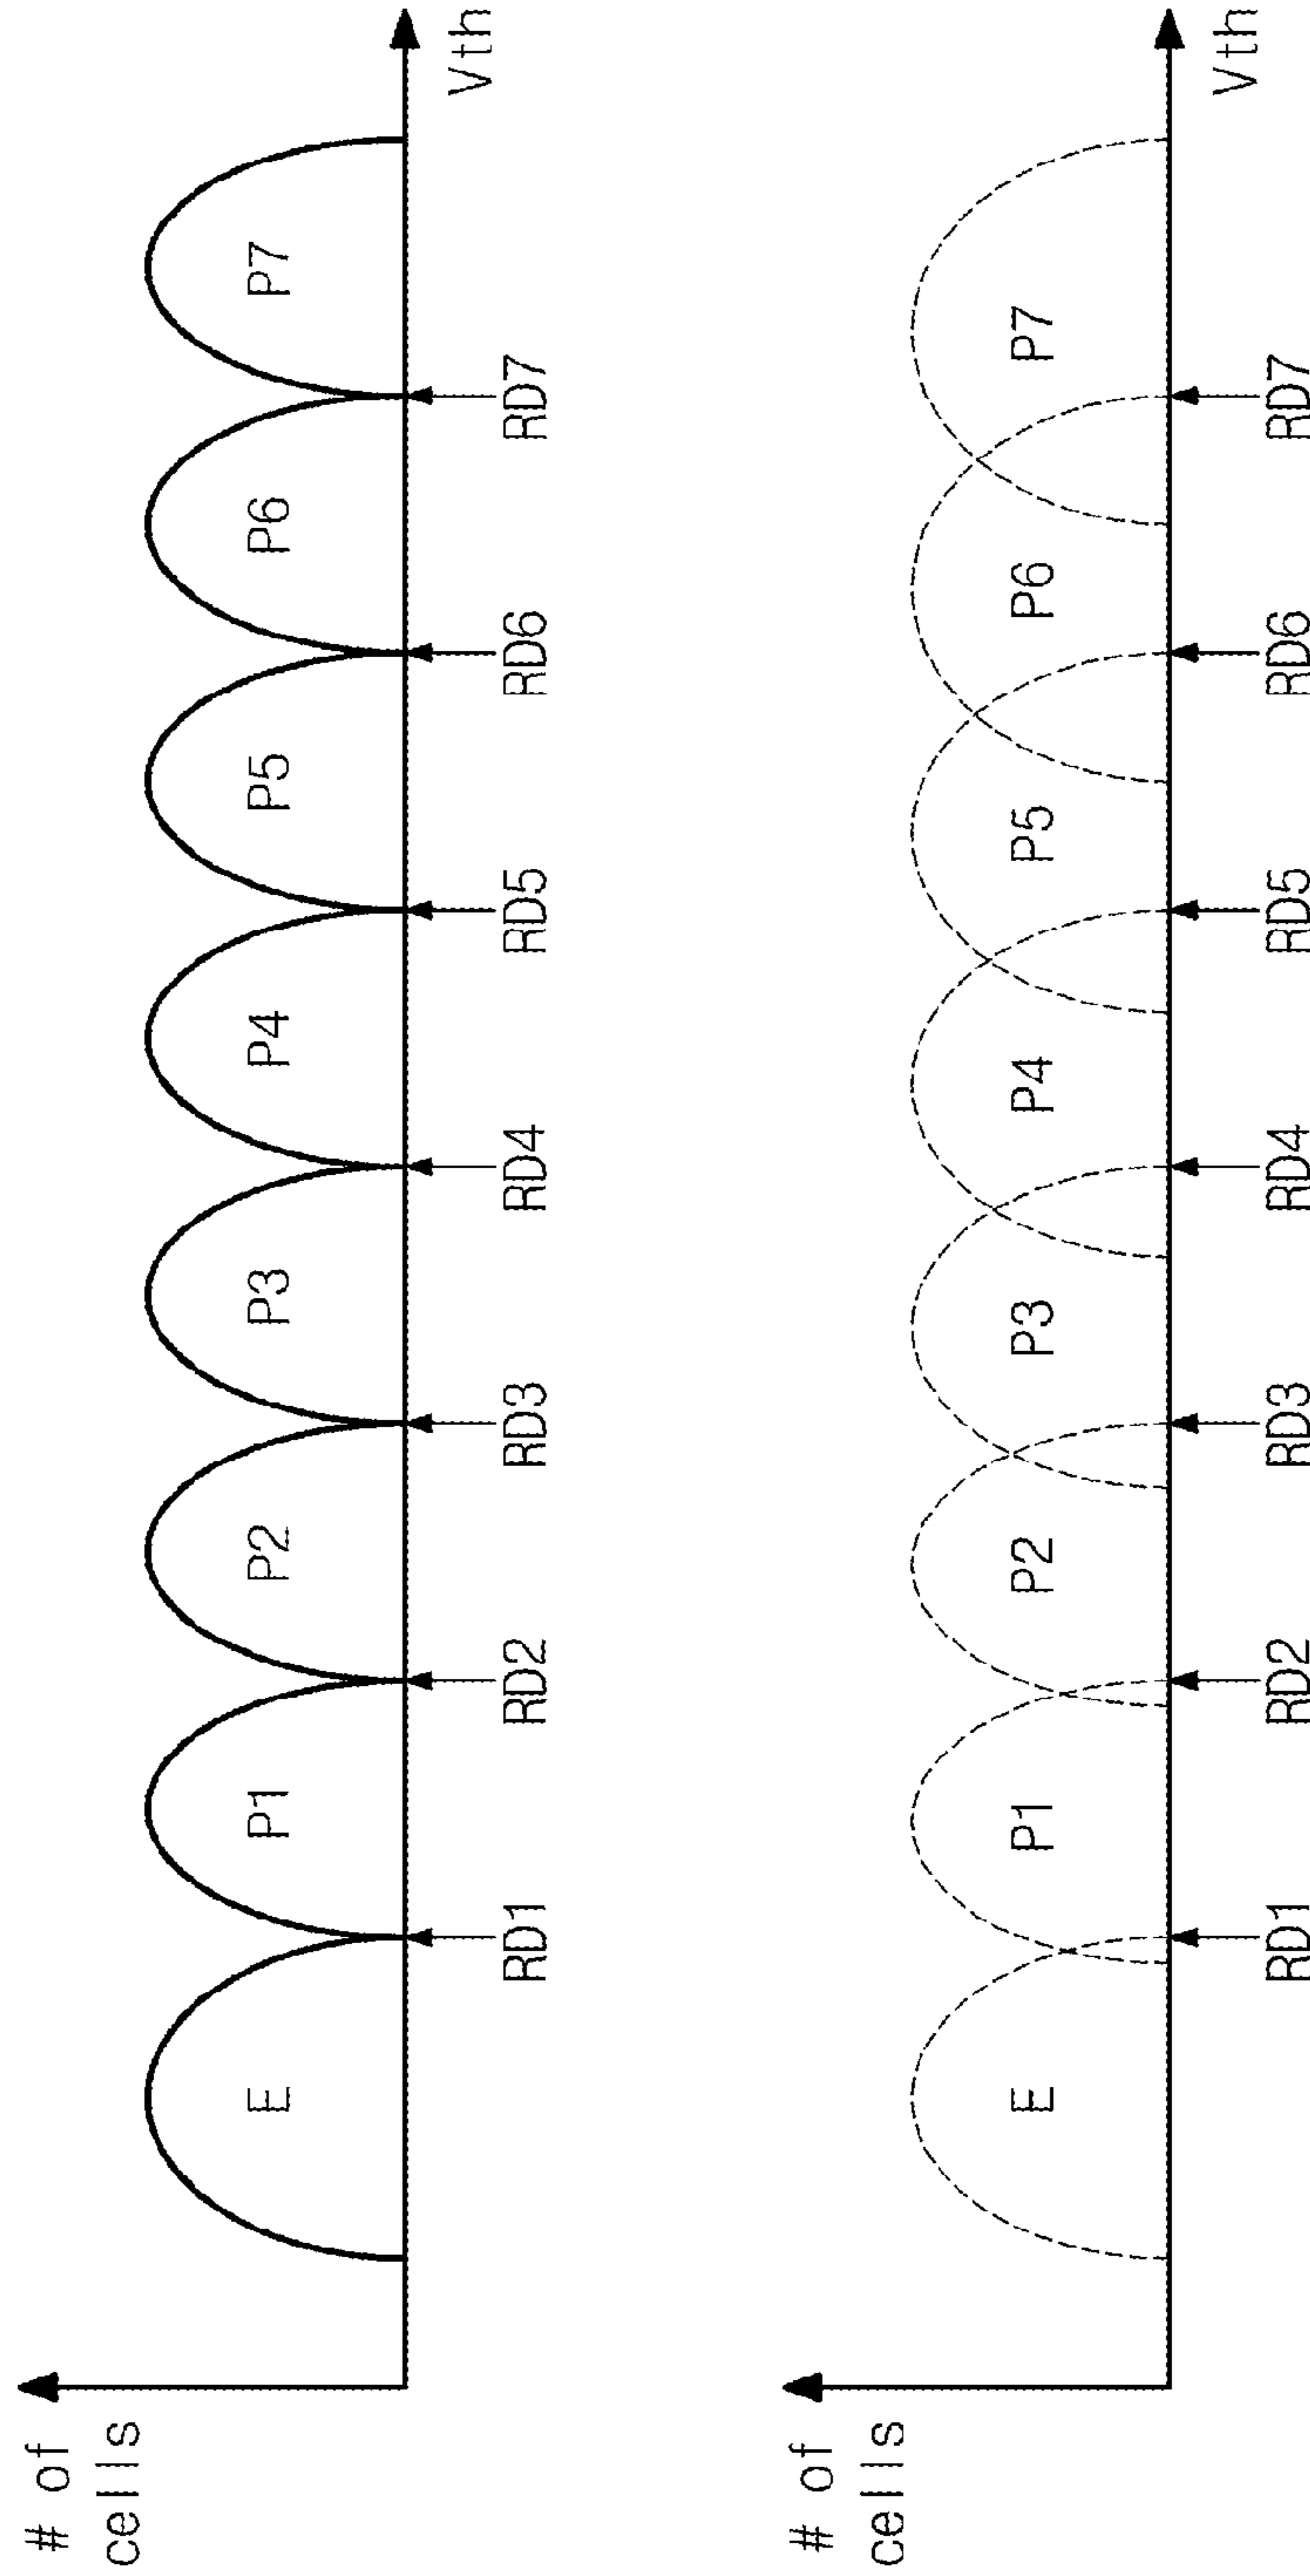 # of
cells
E
P1
P2
P3
P4
P5
P6
P7
Vth
RD1
RD2
RD3
RD4
RD5
RD6
RD7
# of
cells
E
P1
P2
P3
P4
P5
P6
P7
Vth
RD1
RD2
RD3
RD4
RD5
RD6
RD7